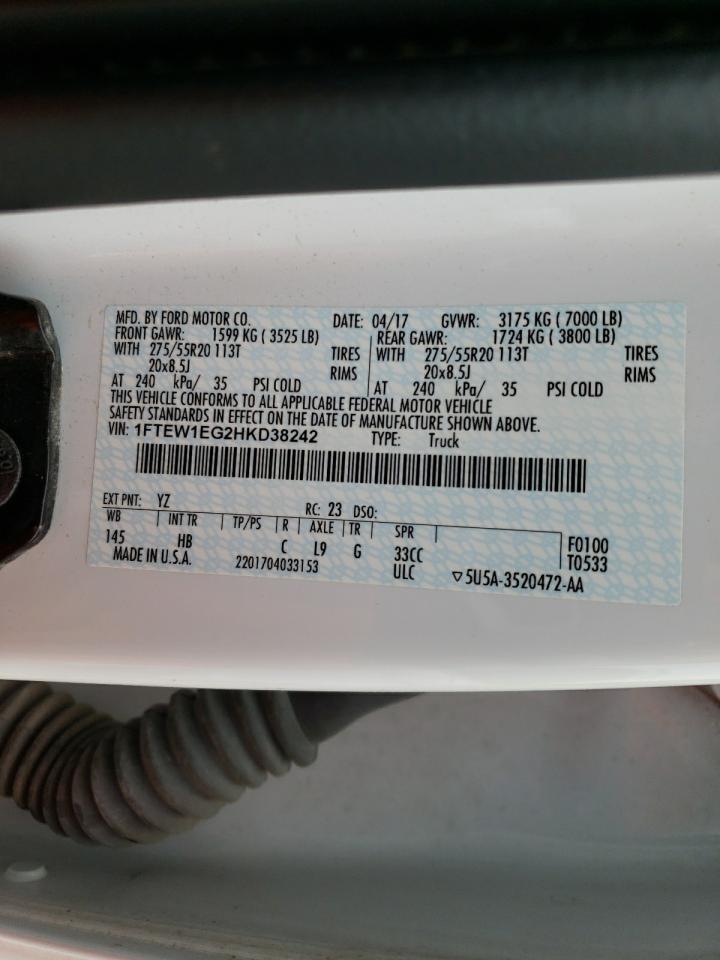 MFD. BY FORD MOTOR CO. DATE: 04/17 GVWR: 3175 KG ( 7000 LB)
FRONT GAWR: 1599 KG ( 3525 LB) REAR GAWR: 1724 KG ( 3800 LB)
WITH 275/55R20 113T TIRES WITH 275/55R20 113T TIRES
20x8.5J RIMS 20x8.5J RIMS
AT 240 kPa/ 35 PSI COLD AT 240 kPa/ 35 PSI COLD
THIS VEHICLE CONFORMS TO ALL APPLICABLE FEDERAL MOTOR VEHICLE
SAFETY STANDARDS IN EFFECT ON THE DATE OF MANUFACTURE SHOWN ABOVE.
VIN: 1FTEW1EG2HKD38242 TYPE: Truck
EXT PNT: YZ RC: 23 DSO:
WB INT TR TP/PS R AXLE TR SPR
145 HB C L9 G 33CC F0100
MADE IN U.S.A. 2201704033153 ULC ▽5U5A-3520472-AA T0533